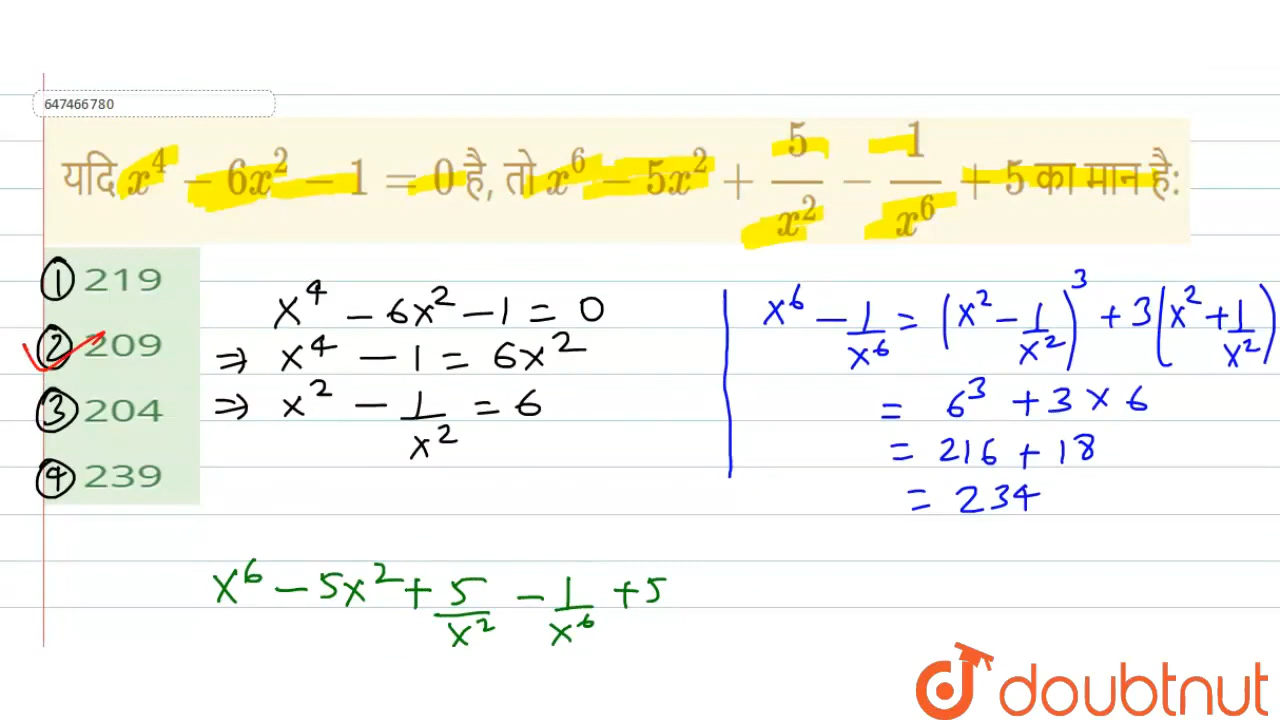 647466780
यदि x⁴ − 6x² − 1 = 0 है, तो x⁶ − 5x² + 5/x² − 1/x⁶ + 5 का मान है:
① 219
② 209
③ 204
④ 239
x⁴ − 6x² − 1 = 0
⇒ x⁴ − 1 = 6x²
⇒ x² − 1/x² = 6
x⁶ − 1/x⁶ = (x² − 1/x²)³ + 3(x² + 1/x²)
= 6³ + 3 × 6
= 216 + 18
= 234
x⁶ − 5x² + 5/x² − 1/x⁶ + 5
doubtnut